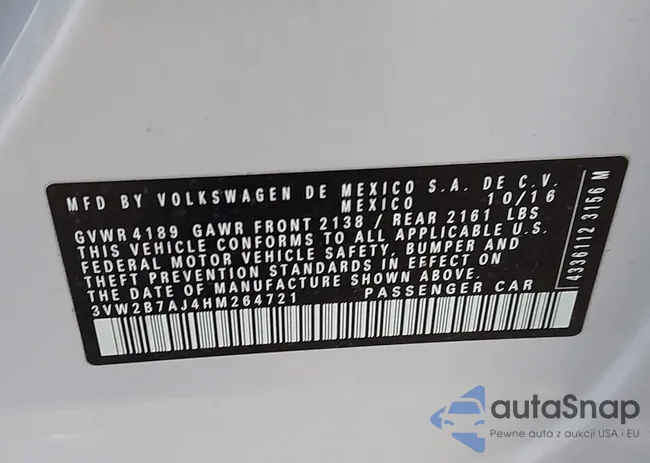 MFD BY VOLKSWAGEN DE MEXICO S.A. DE C.V.
MEXICO 10/16
GVWR 4189 GAWR FRONT 2138 / REAR 2161 LBS
THIS VEHICLE CONFORMS TO ALL APPLICABLE U.S.
FEDERAL MOTOR VEHICLE SAFETY, BUMPER AND
THEFT PREVENTION STANDARDS IN EFFECT ON
THE DATE OF MANUFACTURE SHOWN ABOVE.
3VW2B7AJ4HM264721 PASSENGER CAR
4336112 3156 M
autaSnap
Pewne auta z aukcji USA i EU